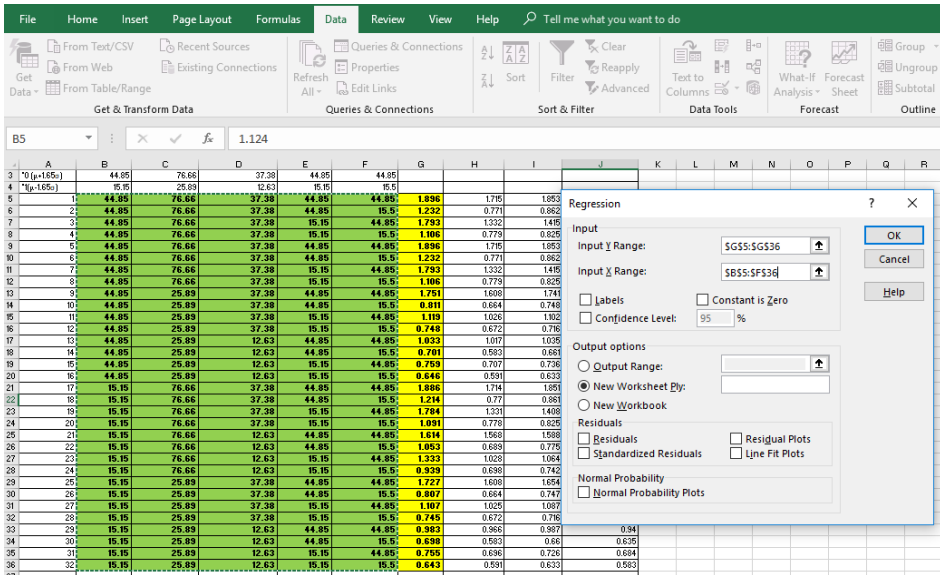 File Home Insert Page Layout Formulas Data Review View Help Tell me what you want to do
From Text/CSV Recent Sources Queries & Connections Clear Group
From Web Existing Connections Properties Reapply Ungroup
From Table/Range Edit Links Advanced Subtotal
Get Data Refresh All Sort Filter Text to Columns What-If Analysis Forecast Sheet
Get & Transform Data Queries & Connections Sort & Filter Data Tools Forecast Outline
B5 fx 1.124
A B C D E F G H I J K L M N O P Q R
3 "0 (μ+1.65σ) 44.85 76.66 37.38 44.85 44.85
4 "1(μ-1.65σ) 15.15 25.89 12.63 15.15 15.5
5 1 44.85 76.66 37.38 44.85 44.85 1.896 1.715 1.853
6 2 44.85 76.66 37.38 44.85 15.5 1.232 0.771 0.862
7 3 44.85 76.66 37.38 15.15 44.85 1.793 1.332 1.415
8 4 44.85 76.66 37.38 15.15 15.5 1.106 0.779 0.825
9 5 44.85 76.66 37.38 44.85 44.85 1.896 1.715 1.853
10 6 44.85 76.66 37.38 44.85 15.5 1.232 0.771 0.862
11 7 44.85 76.66 37.38 15.15 44.85 1.793 1.332 1.415
12 8 44.85 76.66 37.38 15.15 15.5 1.106 0.779 0.825
13 9 44.85 25.89 37.38 44.85 44.85 1.751 1.608 1.741
14 10 44.85 25.89 37.38 44.85 15.5 0.811 0.664 0.748
15 11 44.85 25.89 37.38 15.15 44.85 1.119 1.026 1.102
16 12 44.85 25.89 37.38 15.15 15.5 0.748 0.672 0.716
17 13 44.85 25.89 12.63 44.85 44.85 1.033 1.017 1.035
18 14 44.85 25.89 12.63 44.85 15.5 0.701 0.583 0.661
19 15 44.85 25.89 12.63 15.15 44.85 0.759 0.707 0.736
20 16 44.85 25.89 12.63 15.15 15.5 0.646 0.591 0.633
21 17 15.15 76.66 37.38 44.85 44.85 1.886 1.714 1.851
22 18 15.15 76.66 37.38 44.85 15.5 1.214 0.77 0.861
23 19 15.15 76.66 37.38 15.15 44.85 1.784 1.331 1.408
24 20 15.15 76.66 37.38 15.15 15.5 1.091 0.778 0.825
25 21 15.15 76.66 12.63 44.85 44.85 1.614 1.568 1.588
26 22 15.15 76.66 12.63 44.85 15.5 1.053 0.689 0.775
27 23 15.15 76.66 12.63 15.15 44.85 1.333 1.028 1.064
28 24 15.15 76.66 12.63 15.15 15.5 0.939 0.698 0.742
29 25 15.15 25.89 37.38 44.85 44.85 1.727 1.608 1.654
30 26 15.15 25.89 37.38 44.85 15.5 0.807 0.664 0.747
31 27 15.15 25.89 37.38 15.15 44.85 1.107 1.025 1.087
32 28 15.15 25.89 37.38 15.15 15.5 0.745 0.672 0.716
33 29 15.15 25.89 12.63 44.85 44.85 0.983 0.966 0.987 0.94
34 30 15.15 25.89 12.63 44.85 15.5 0.698 0.583 0.66 0.635
35 31 15.15 25.89 12.63 15.15 44.85 0.755 0.696 0.726 0.684
36 32 15.15 25.89 12.63 15.15 15.5 0.643 0.591 0.633 0.583
Regression ? ×
Input
Input Y Range: $G$5:$G$36 OK
Input X Range: $B$5:$F$36 Cancel
Labels Constant is Zero Help
Confidence Level: 95 %
Output options
Output Range:
New Worksheet Ply:
New Workbook
Residuals
Residuals Residual Plots
Standardized Residuals Line Fit Plots
Normal Probability
Normal Probability Plots